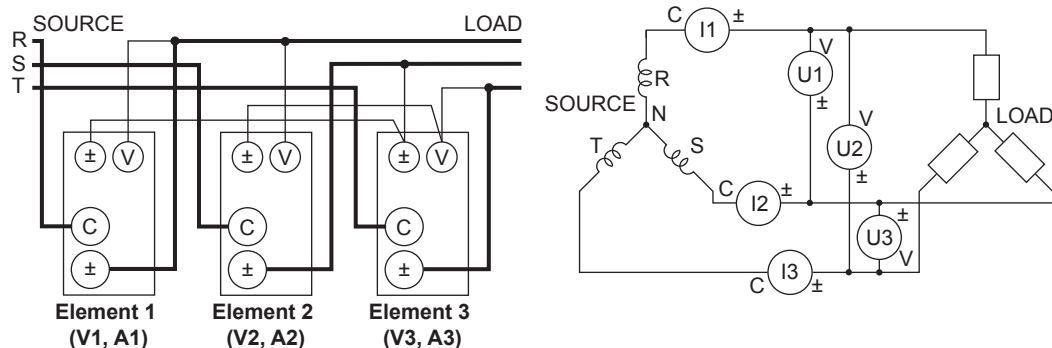 SOURCE LOAD
R
S
T
± V ± V ± V
C C C
± ± ±
Element 1 Element 2 Element 3
(V1, A1) (V2, A2) (V3, A3)
C I1 ±
V V
U1
R ±
SOURCE N LOAD
T S V
U2
±
C I2 ±
±
U3
V
C I3 ±